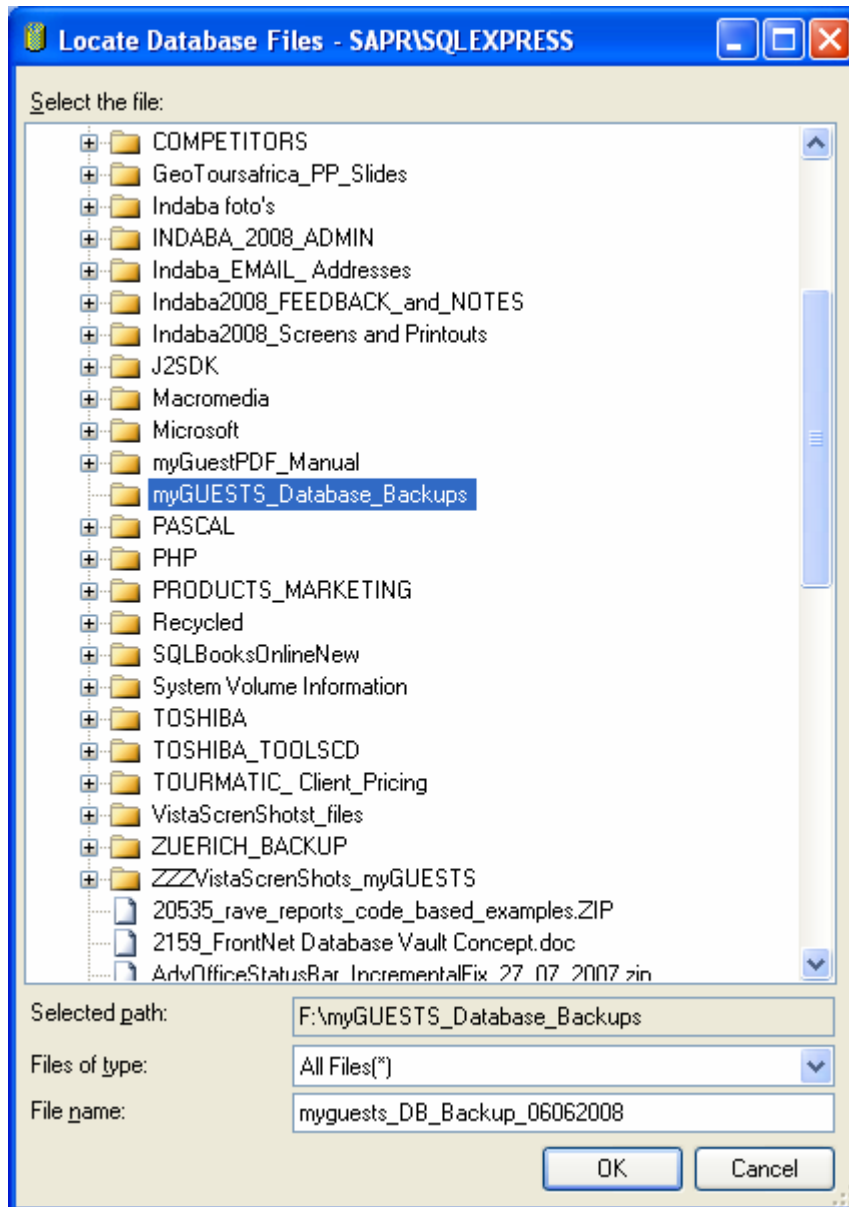 Locate Database Files - SAPR\SQLEXPRESS
Select the file:
COMPETITORS
GeoToursafrica_PP_Slides
Indaba foto's
INDABA_2008_ADMIN
Indaba_EMAIL_ Addresses
Indaba2008_FEEDBACK_and_NOTES
Indaba2008_Screens and Printouts
J2SDK
Macromedia
Microsoft
myGuestPDF_Manual
myGUESTS_Database_Backups
PASCAL
PHP
PRODUCTS_MARKETING
Recycled
SQLBooksOnlineNew
System Volume Information
TOSHIBA
TOSHIBA_TOOLSCD
TOURMATIC_ Client_Pricing
VistaScrenShotst_files
ZUERICH_BACKUP
ZZZVistaScrenShots_myGUESTS
20535_rave_reports_code_based_examples.ZIP
2159_FrontNet Database Vault Concept.doc
AdvOfficeStatusBar_IncrementalFix_27_07_2007.zip
Selected path: F:\myGUESTS_Database_Backups
Files of type: All Files(*)
File name: myguests_DB_Backup_06062008
OK Cancel